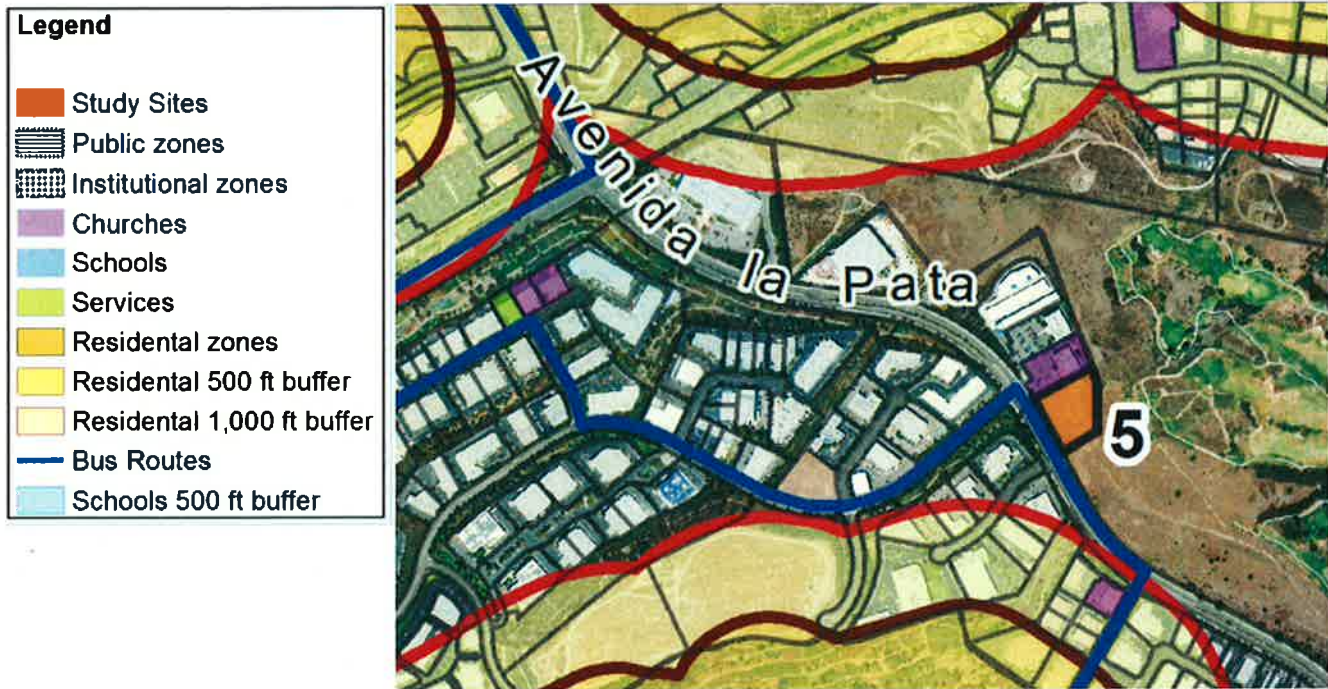 Legend
Study Sites
Public zones
Institutional zones
Churches
Schools
Services
Residental zones
Residental 500 ft buffer
Residental 1,000 ft buffer
Bus Routes
Schools 500 ft buffer
Avenida la Pata
5